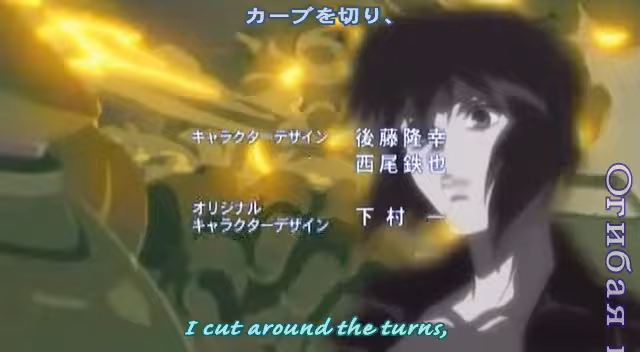 カーブを切り、
キャラクターデザイン 後藤隆幸
西尾鉄也
オリジナル
キャラクターデザイン 下村一
I cut around the turns,
Огибая